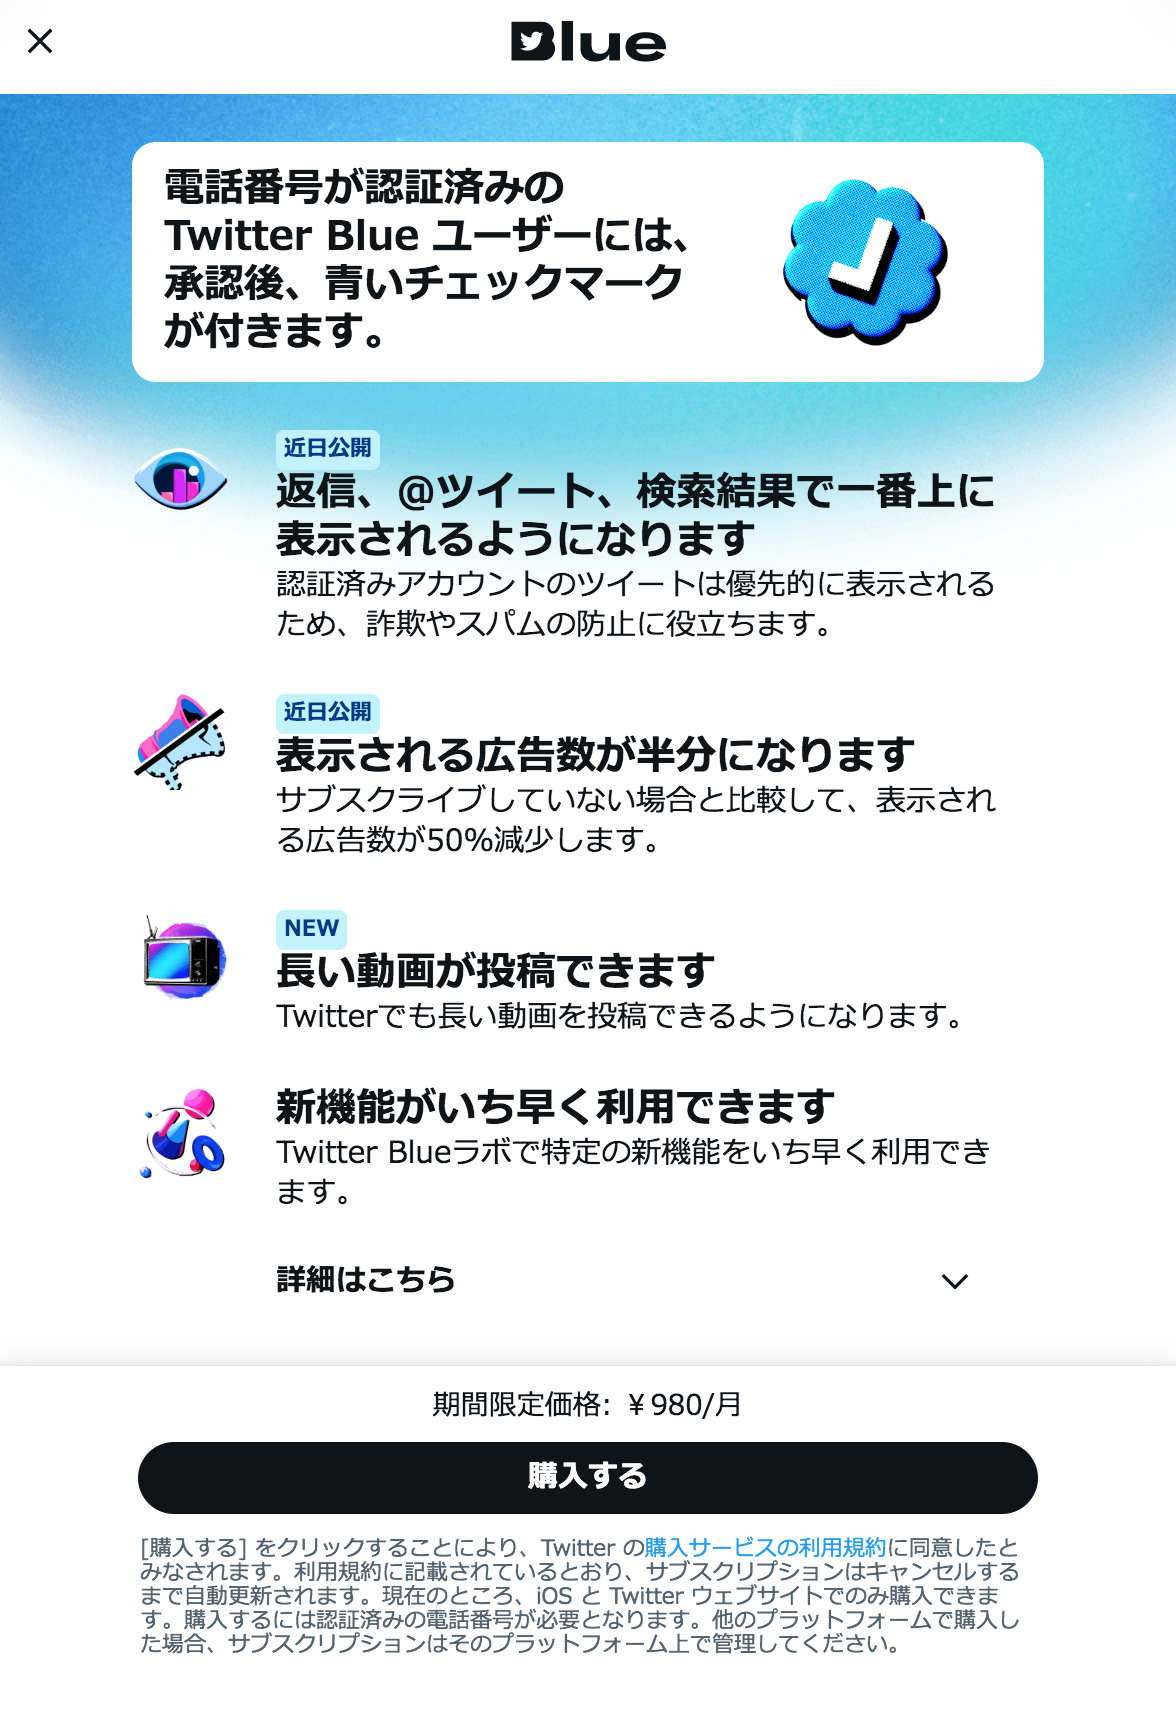 Blue
電話番号が認証済みの
Twitter Blue ユーザーには、
承認後、青いチェックマーク
が付きます。
近日公開
返信、@ツイート、検索結果で一番上に
表示されるようになります
認証済みアカウントのツイートは優先的に表示される
ため、詐欺やスパムの防止に役立ちます。
近日公開
表示される広告数が半分になります
サブスクライブしていない場合と比較して、表示され
る広告数が50%減少します。
NEW
長い動画が投稿できます
Twitterでも長い動画を投稿できるようになります。
新機能がいち早く利用できます
Twitter Blueラボで特定の新機能をいち早く利用でき
ます。
詳細はこちら
期間限定価格: ￥980/月
購入する
[購入する] をクリックすることにより、Twitter の購入サービスの利用規約に同意したと
みなされます。利用規約に記載されているとおり、サブスクリプションはキャンセルする
まで自動更新されます。現在のところ、iOS と Twitter ウェブサイトでのみ購入できま
す。購入するには認証済みの電話番号が必要となります。他のプラットフォームで購入し
た場合、サブスクリプションはそのプラットフォーム上で管理してください。